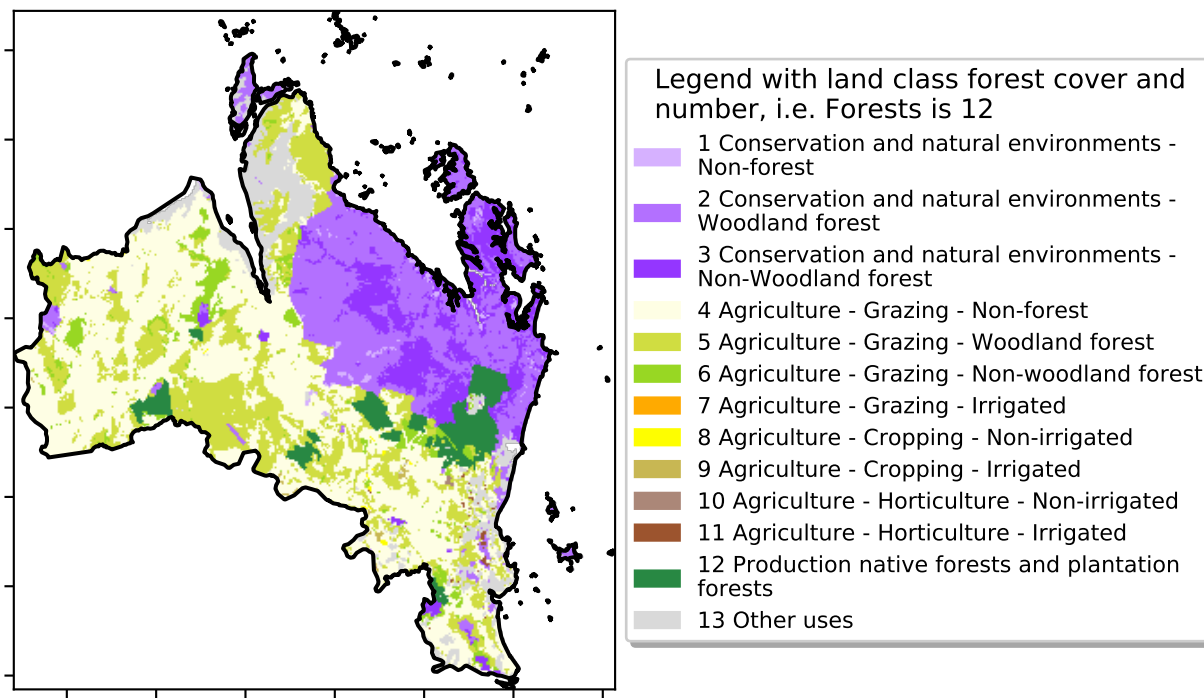 Legend with land class forest cover and
number, i.e. Forests is 12
1 Conservation and natural environments -
Non-forest
2 Conservation and natural environments -
Woodland forest
3 Conservation and natural environments -
Non-Woodland forest
4 Agriculture - Grazing - Non-forest
5 Agriculture - Grazing - Woodland forest
6 Agriculture - Grazing - Non-woodland forest
7 Agriculture - Grazing - Irrigated
8 Agriculture - Cropping - Non-irrigated
9 Agriculture - Cropping - Irrigated
10 Agriculture - Horticulture - Non-irrigated
11 Agriculture - Horticulture - Irrigated
12 Production native forests and plantation
forests
13 Other uses